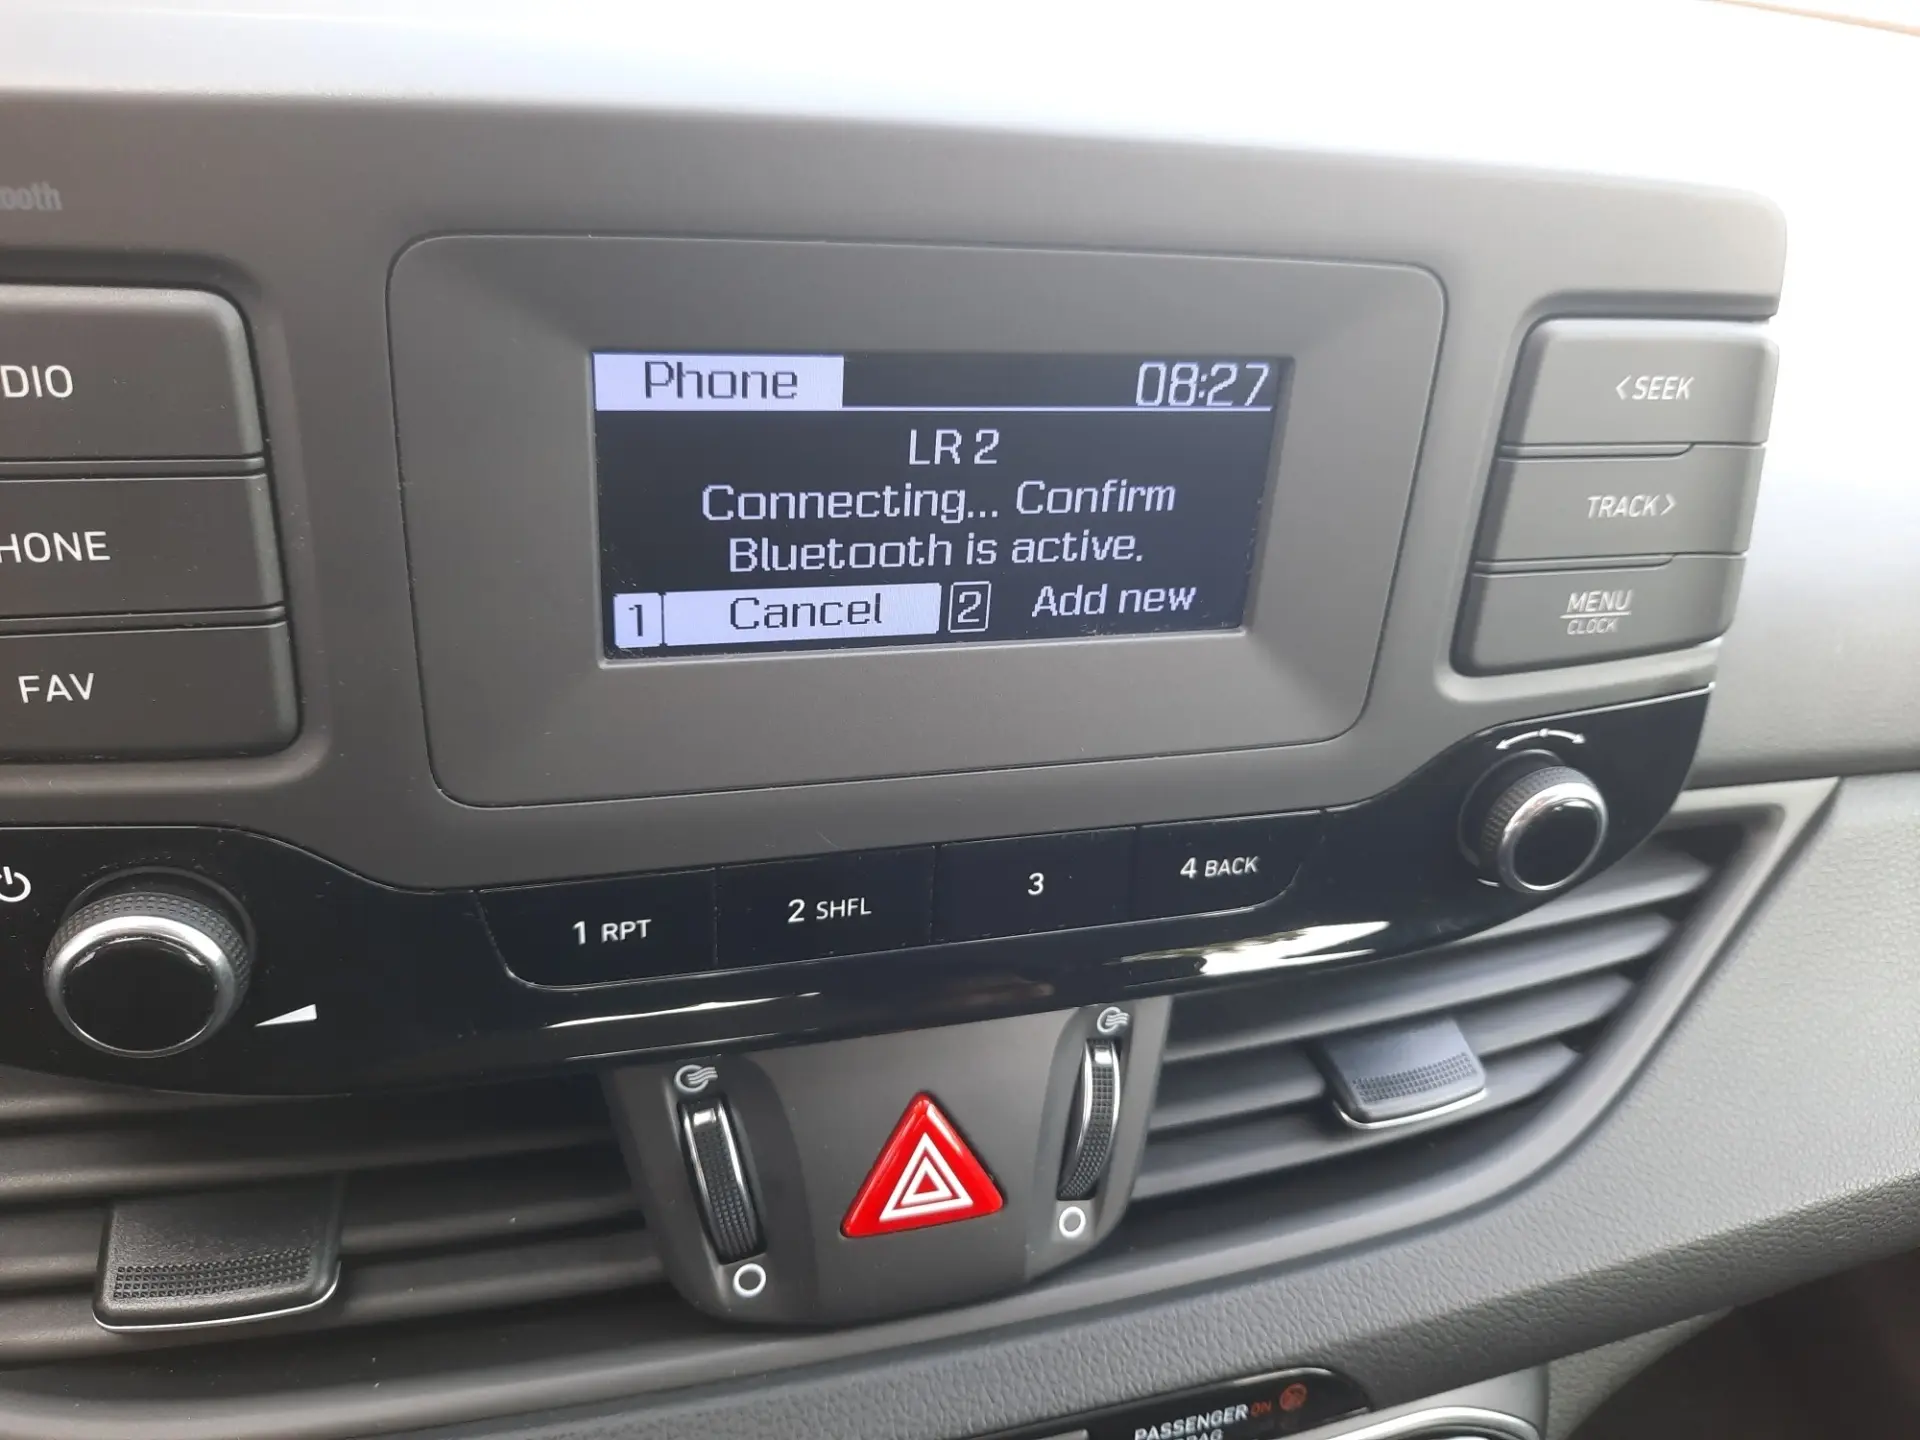 ooth
DIO
HONE
FAV
Phone 08:27
LR 2
Connecting... Confirm
Bluetooth is active.
1 Cancel 2 Add new
<SEEK
TRACK>
MENU
CLOCK
1 RPT
2 SHFL
3
4 BACK
PASSENGER ON